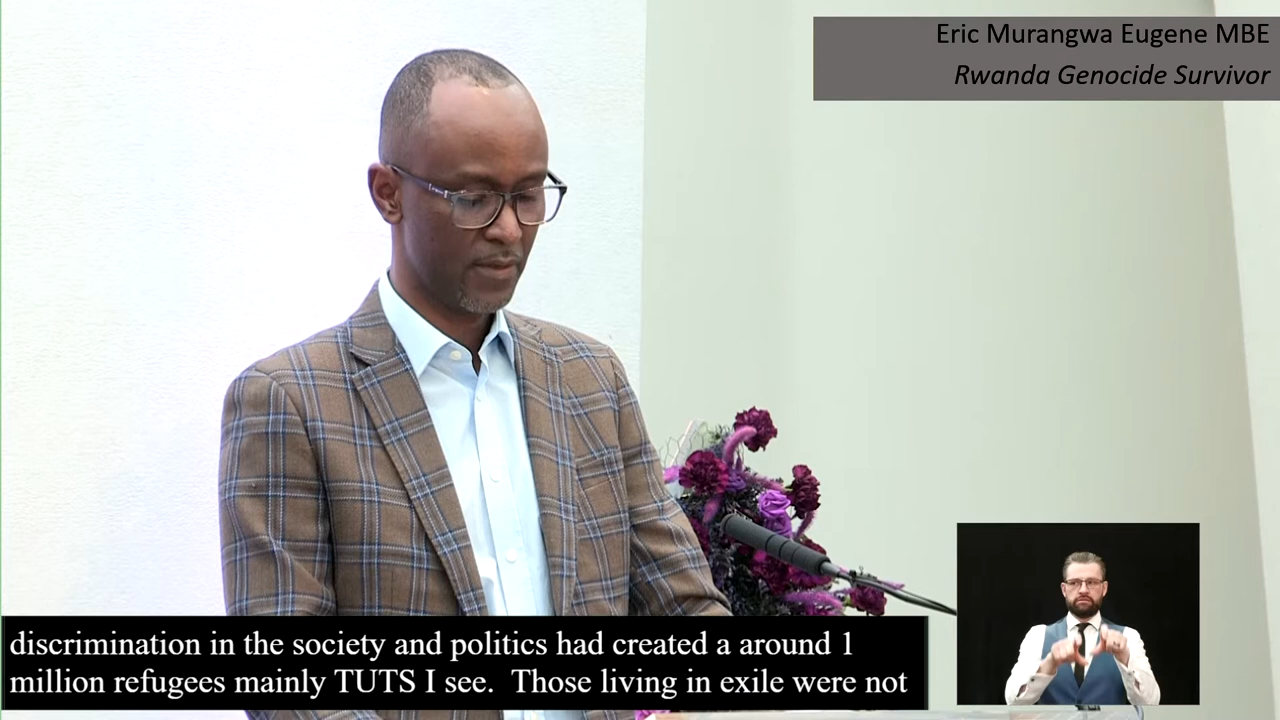 Eric Murangwa Eugene MBE
Rwanda Genocide Survivor
discrimination in the society and politics had created a around 1
million refugees mainly TUTS I see.  Those living in exile were not